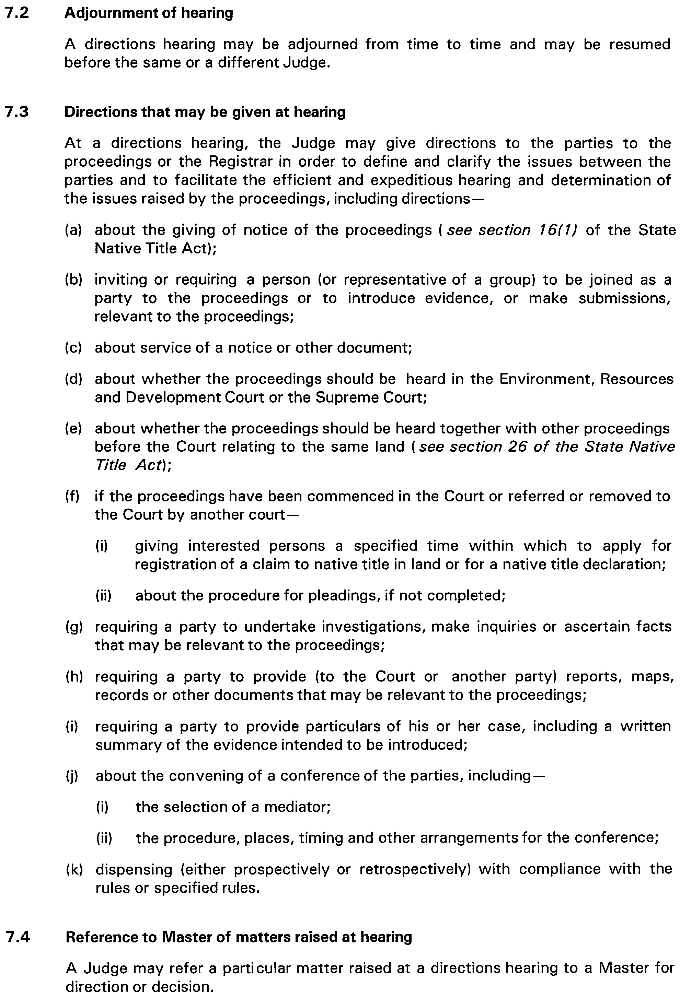 7.2 Adjournment of hearing
A directions hearing may be adjourned from time to time and may be resumed
before the same or a different Judge.
7.3 Directions that may be given at hearing
At a directions hearing, the Judge may give directions to the parties to the
proceedings or the Registrar in order to define and clarify the issues between the
parties and to facilitate the efficient and expeditious hearing and determination of
the issues raised by the proceedings, including directions—
(a) about the giving of notice of the proceedings (see section 16(1) of the State
Native Title Act);
(b) inviting or requiring a person (or representative of a group) to be joined as a
party to the proceedings or to introduce evidence, or make submissions,
relevant to the proceedings;
(c) about service of a notice or other document;
(d) about whether the proceedings should be heard in the Environment, Resources
and Development Court or the Supreme Court;
(e) about whether the proceedings should be heard together with other proceedings
before the Court relating to the same land (see section 26 of the State Native
Title Act);
(f) if the proceedings have been commenced in the Court or referred or removed to
the Court by another court—
(i) giving interested persons a specified time within which to apply for
registration of a claim to native title in land or for a native title declaration;
(ii) about the procedure for pleadings, if not completed;
(g) requiring a party to undertake investigations, make inquiries or ascertain facts
that may be relevant to the proceedings;
(h) requiring a party to provide (to the Court or another party) reports, maps,
records or other documents that may be relevant to the proceedings;
(i) requiring a party to provide particulars of his or her case, including a written
summary of the evidence intended to be introduced;
(j) about the convening of a conference of the parties, including—
(i) the selection of a mediator;
(ii) the procedure, places, timing and other arrangements for the conference;
(k) dispensing (either prospectively or retrospectively) with compliance with the
rules or specified rules.
7.4 Reference to Master of matters raised at hearing
A Judge may refer a particular matter raised at a directions hearing to a Master for
direction or decision.